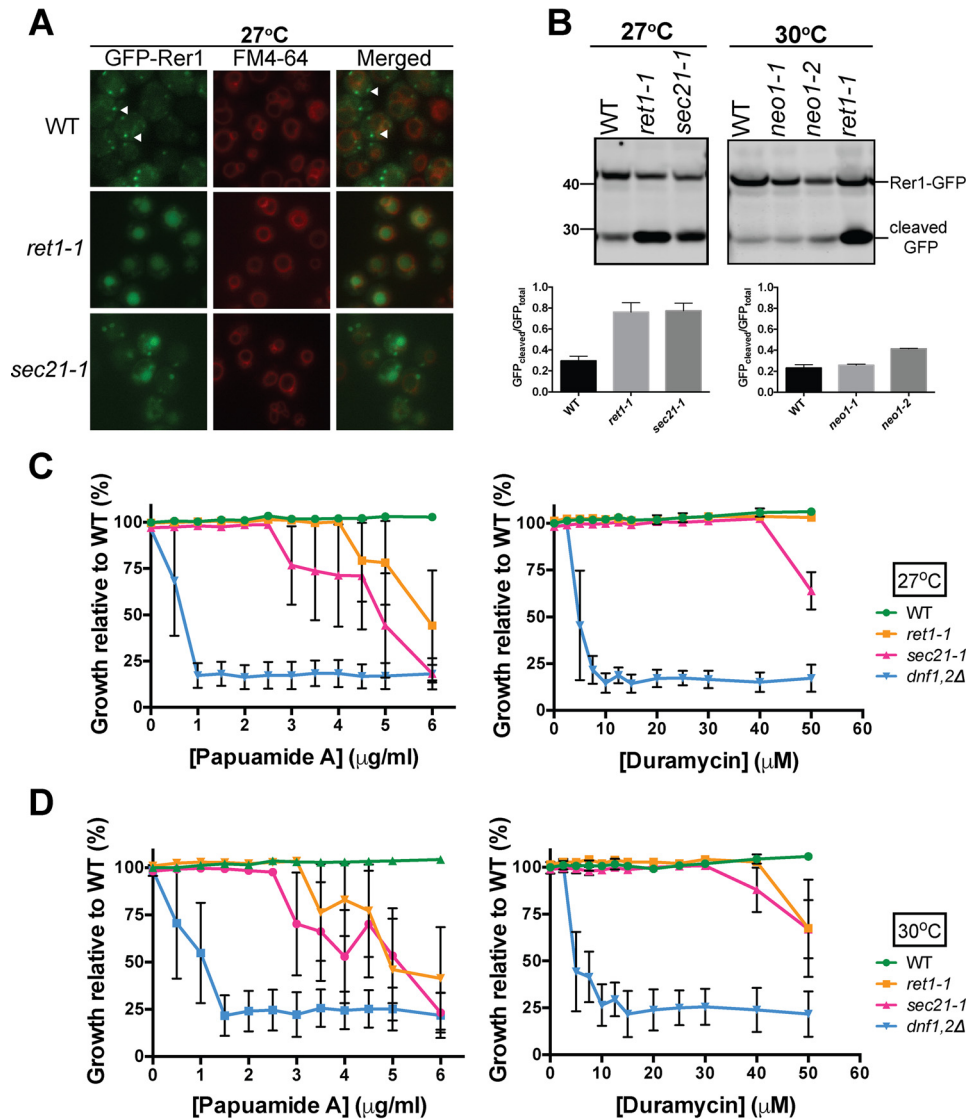 A
27°C
GFP-Rer1 FM4-64 Merged
WT
ret1-1
sec21-1
B
27°C 30°C
WT ret1-1 sec21-1 WT neo1-1 neo1-2 ret1-1
40
30
Rer1-GFP
cleaved
GFP
GFPcleaved/GFPtotal
1.0
0.8
0.6
0.4
0.2
0.0
WT ret1-1 sec21-1
GFPcleaved/GFPtotal
1.0
0.8
0.6
0.4
0.2
0.0
WT neo1-1 neo1-2
C
Growth relative to WT (%)
100
75
50
25
0
0 1 2 3 4 5 6
[Papuamide A] (μg/ml)
Growth relative to WT (%)
100
75
50
25
0
0 10 20 30 40 50 60
[Duramycin] (μM)
27°C
WT
ret1-1
sec21-1
dnf1,2Δ
D
Growth relative to WT (%)
100
75
50
25
0
0 1 2 3 4 5 6
[Papuamide A] (μg/ml)
Growth relative to WT (%)
100
75
50
25
0
0 10 20 30 40 50 60
[Duramycin] (μM)
30°C
WT
ret1-1
sec21-1
dnf1,2Δ